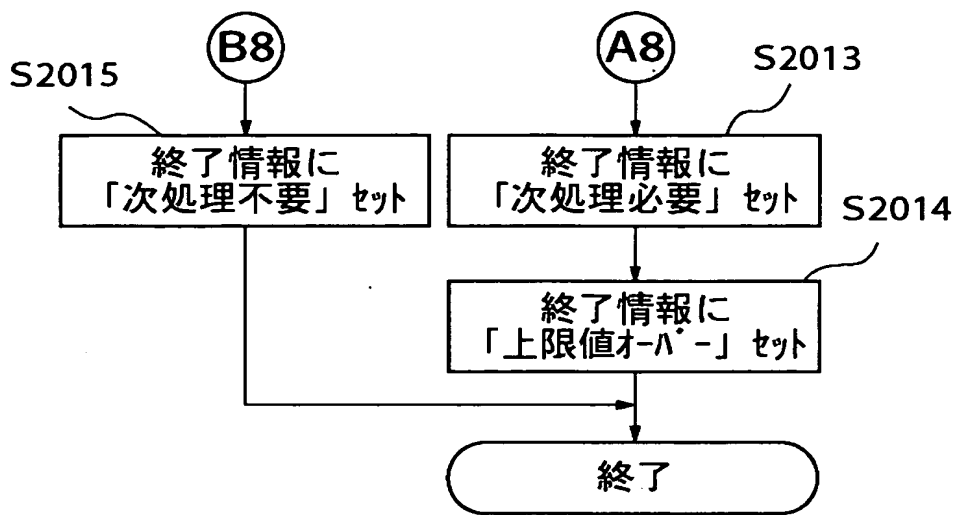 B8
A8
S2015
S2013
終了情報に
「次処理不要」ｾｯﾄ
終了情報に
「次処理必要」ｾｯﾄ
S2014
終了情報に
「上限値ｵｰﾊﾞｰ」ｾｯﾄ
終了